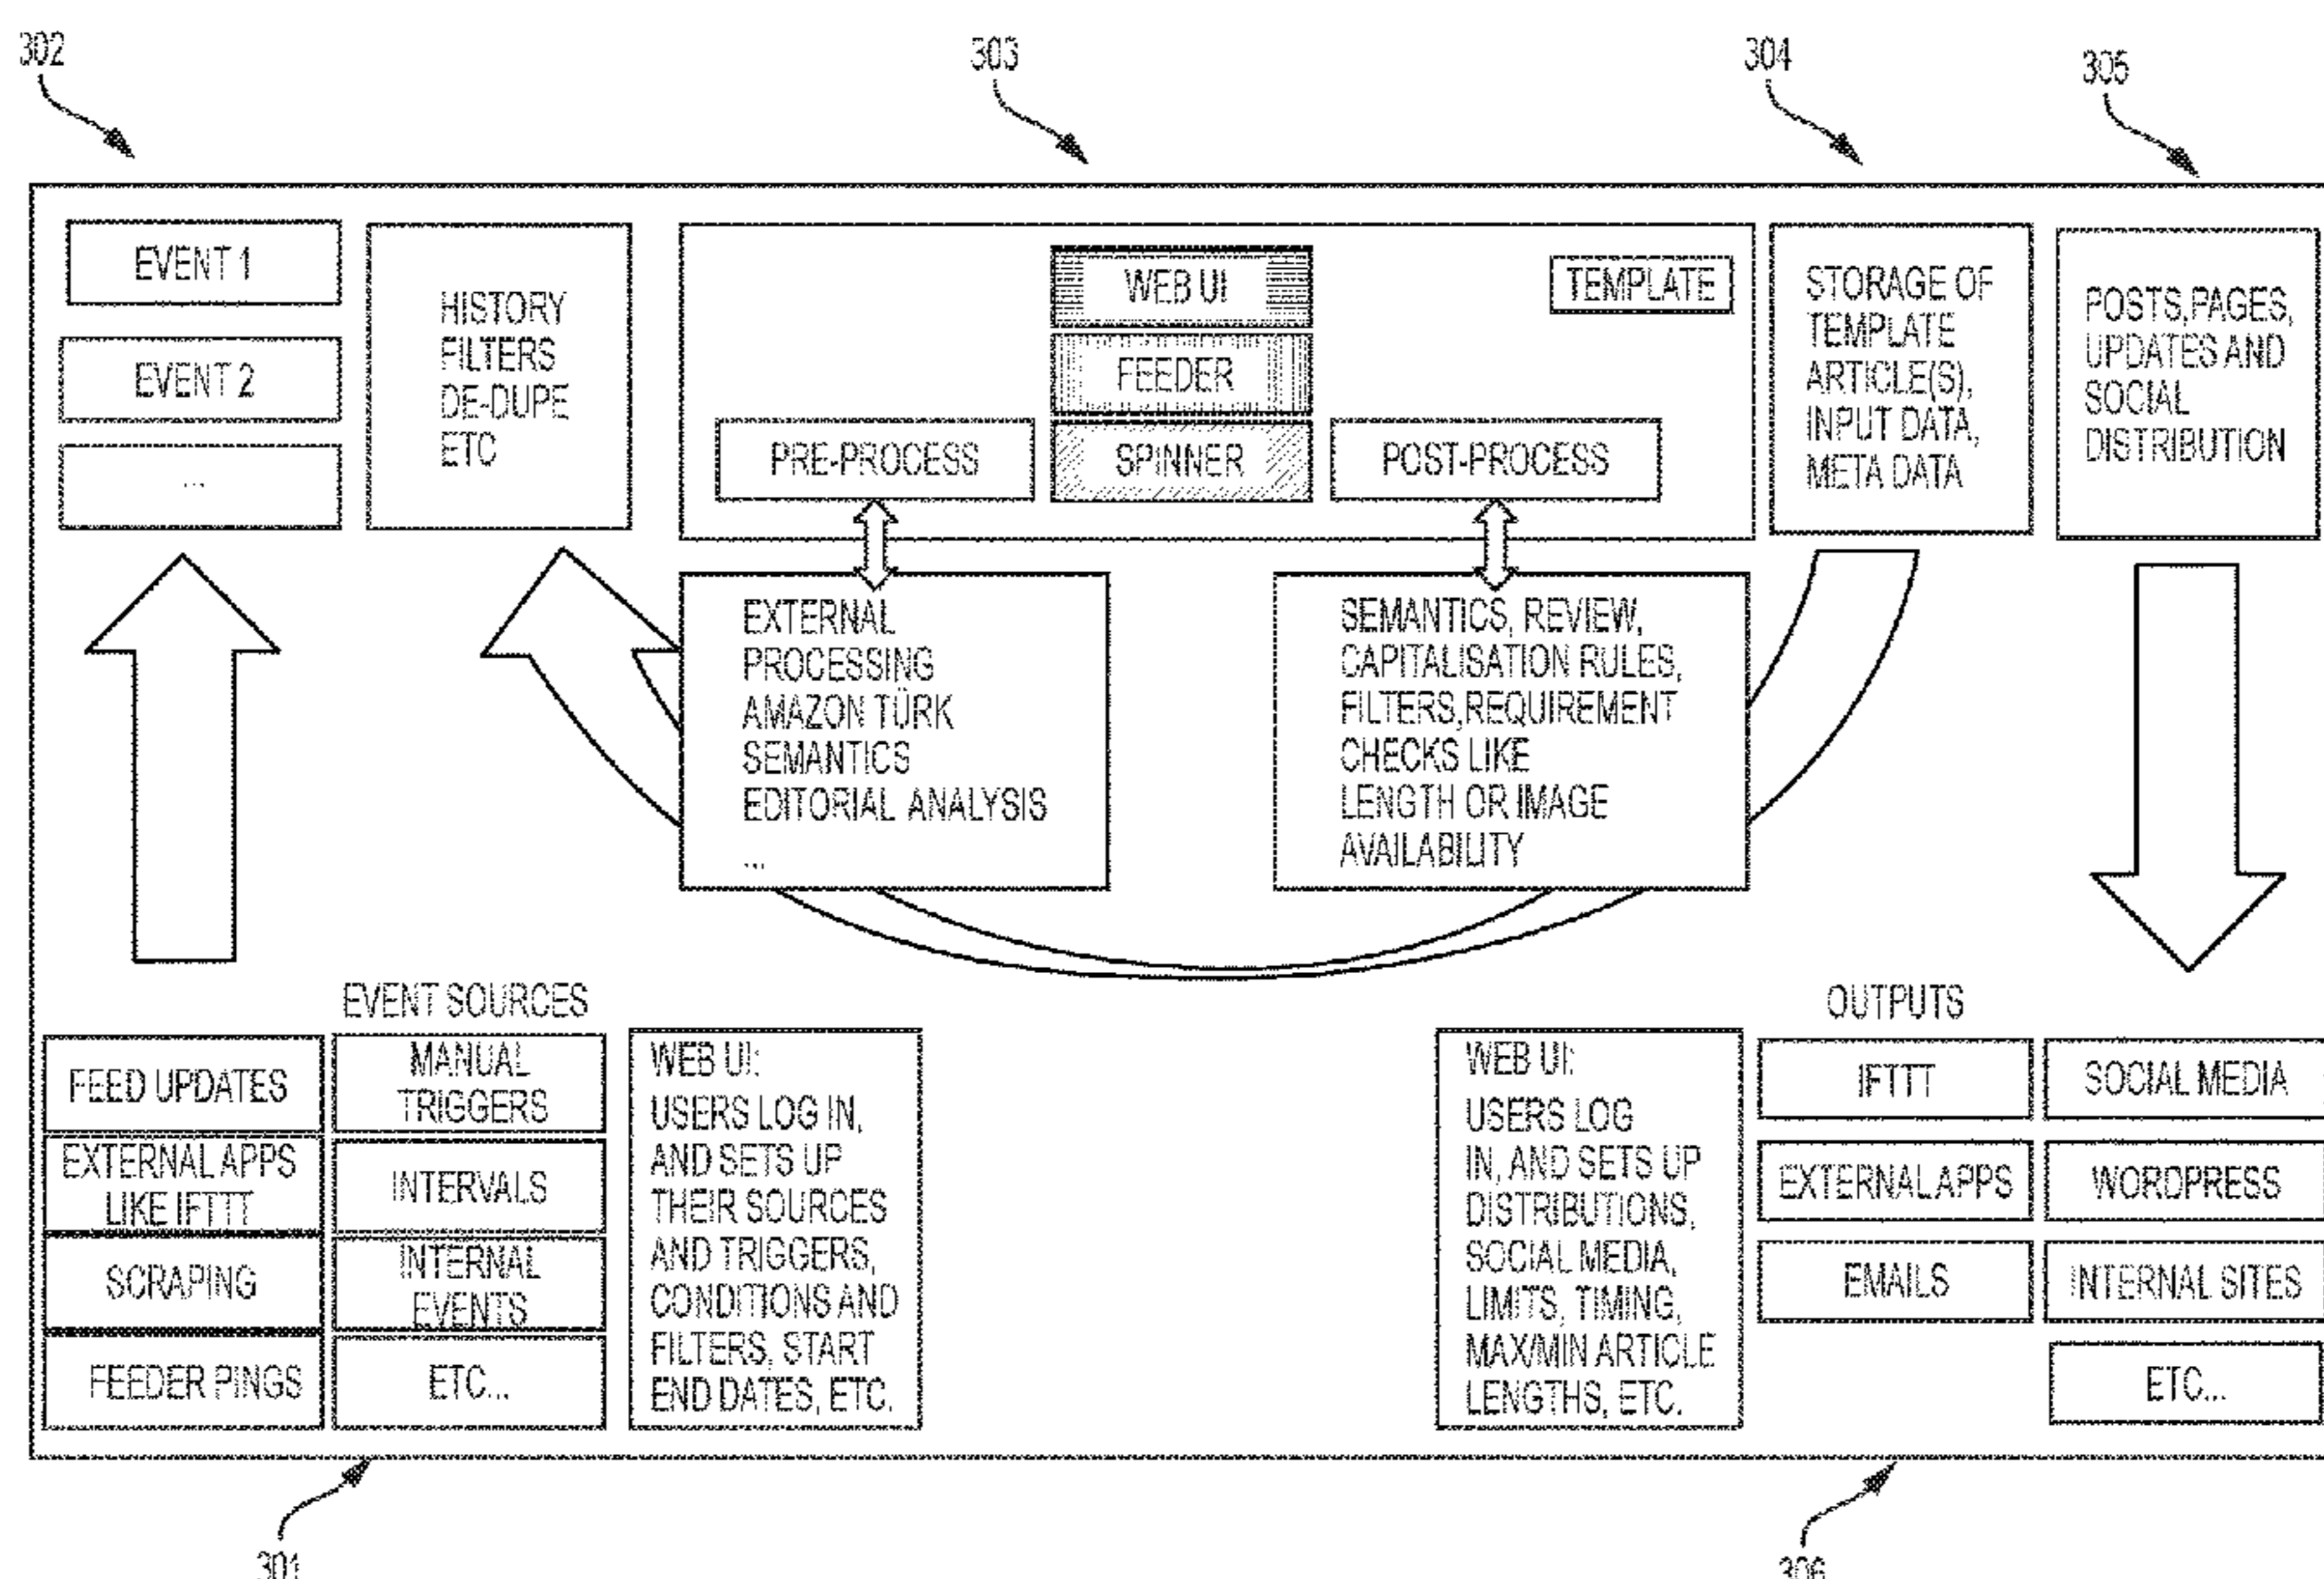 302
303
304
305
EVENT 1
EVENT 2
...
HISTORY
FILTERS
DE-DUPE
ETC
WEB UI
FEEDER
SPINNER
TEMPLATE
PRE-PROCESS
POST-PROCESS
STORAGE OF
TEMPLATE
ARTICLE(S),
INPUT DATA,
META DATA
POSTS,PAGES,
UPDATES AND
SOCIAL
DISTRIBUTION
EXTERNAL
PROCESSING
AMAZON TÜRK
SEMANTICS
EDITORIAL ANALYSIS
...
SEMANTICS, REVIEW,
CAPITALISATION RULES,
FILTERS,REQUIREMENT
CHECKS LIKE
LENGTH OR IMAGE
AVAILABILITY
EVENT SOURCES
FEED UPDATES
MANUAL
TRIGGERS
EXTERNAL APPS
LIKE IFTTT
INTERVALS
SCRAPING
INTERNAL
EVENTS
FEEDER PINGS
ETC...
WEB UI:
USERS LOG IN,
AND SETS UP
THEIR SOURCES
AND TRIGGERS,
CONDITIONS AND
FILTERS, START
END DATES, ETC.
WEB UI:
USERS LOG
IN, AND SETS UP
DISTRIBUTIONS,
SOCIAL MEDIA,
LIMITS, TIMING,
MAX/MIN ARTICLE
LENGTHS, ETC.
OUTPUTS
IFTTT
SOCIAL MEDIA
EXTERNAL APPS
WORDPRESS
EMAILS
INTERNAL SITES
ETC...
301
306